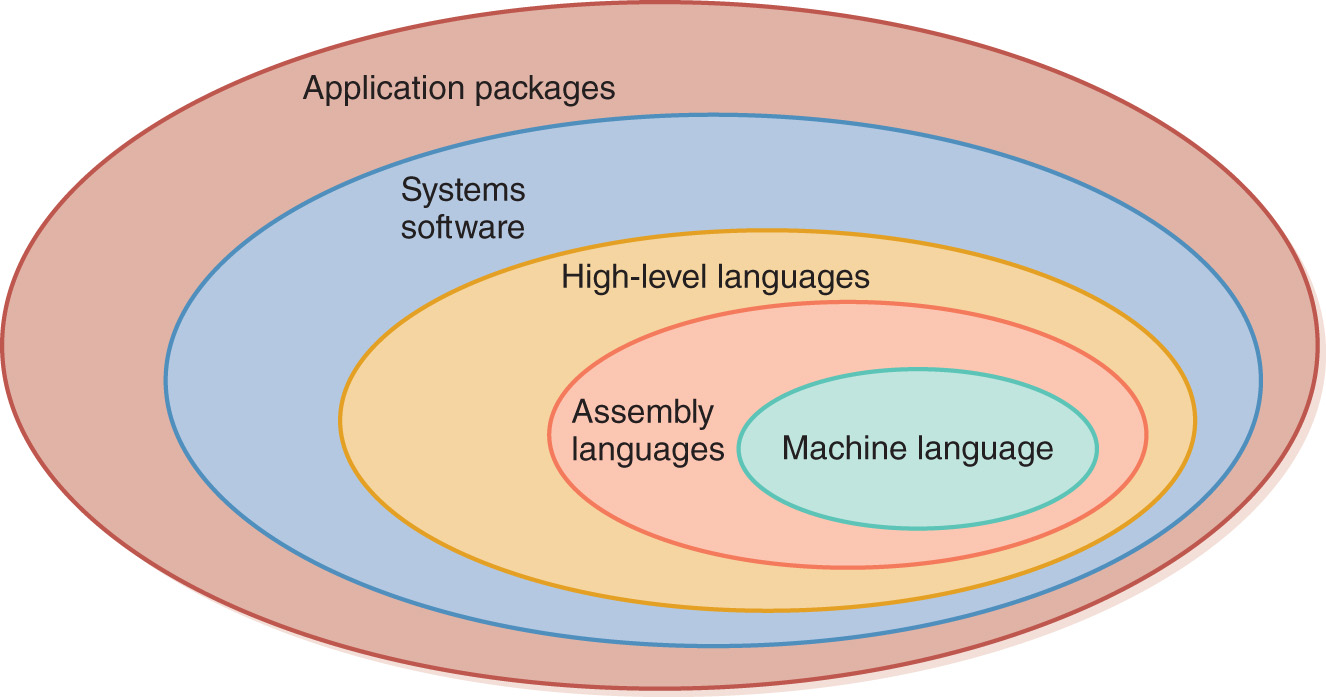 Application packages
Systems
software
High-level languages
Assembly
languages
Machine language